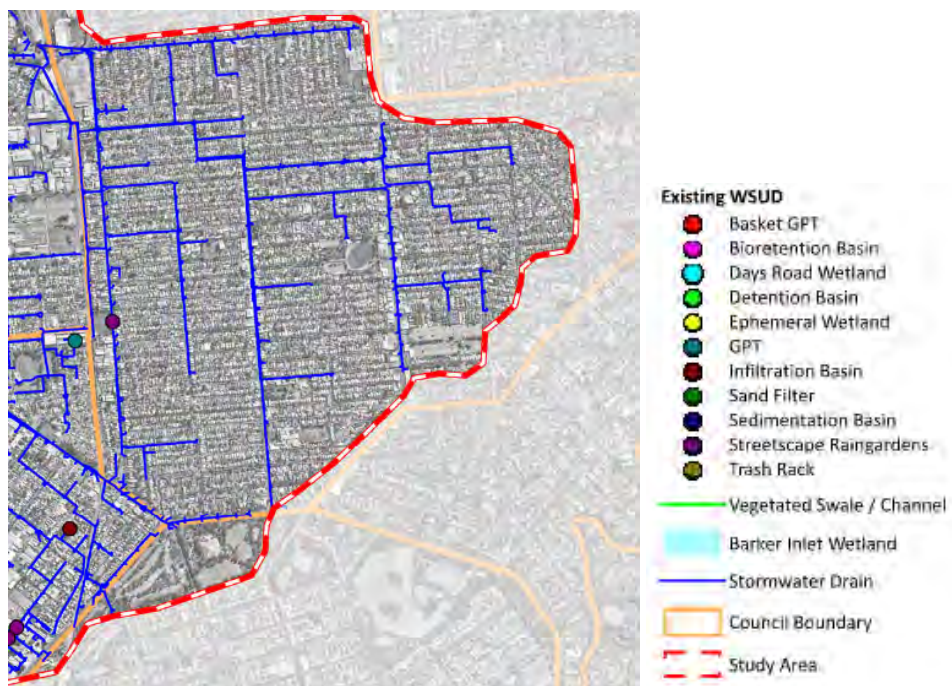 Existing WSUD
Basket GPT
Bioretention Basin
Days Road Wetland
Detention Basin
Ephemeral Wetland
GPT
Infiltration Basin
Sand Filter
Sedimentation Basin
Streetscape Raingardens
Trash Rack
Vegetated Swale / Channel
Barker Inlet Wetland
Stormwater Drain
Council Boundary
Study Area